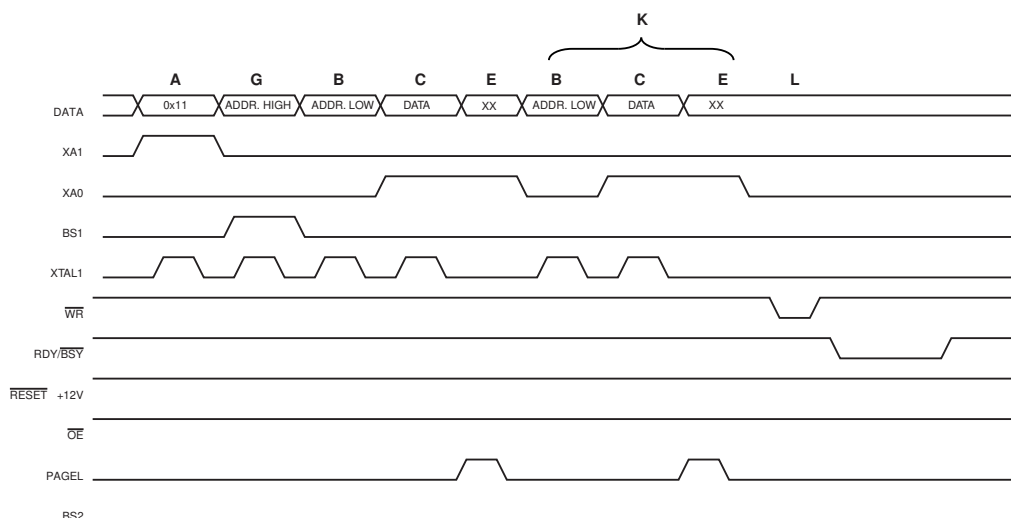 K
A G B C E B C E L
DATA 0x11 ADDR. HIGH ADDR. LOW DATA XX ADDR. LOW DATA XX
XA1
XA0
BS1
XTAL1
WR
RDY/BSY
RESET +12V
OE
PAGEL
BS2